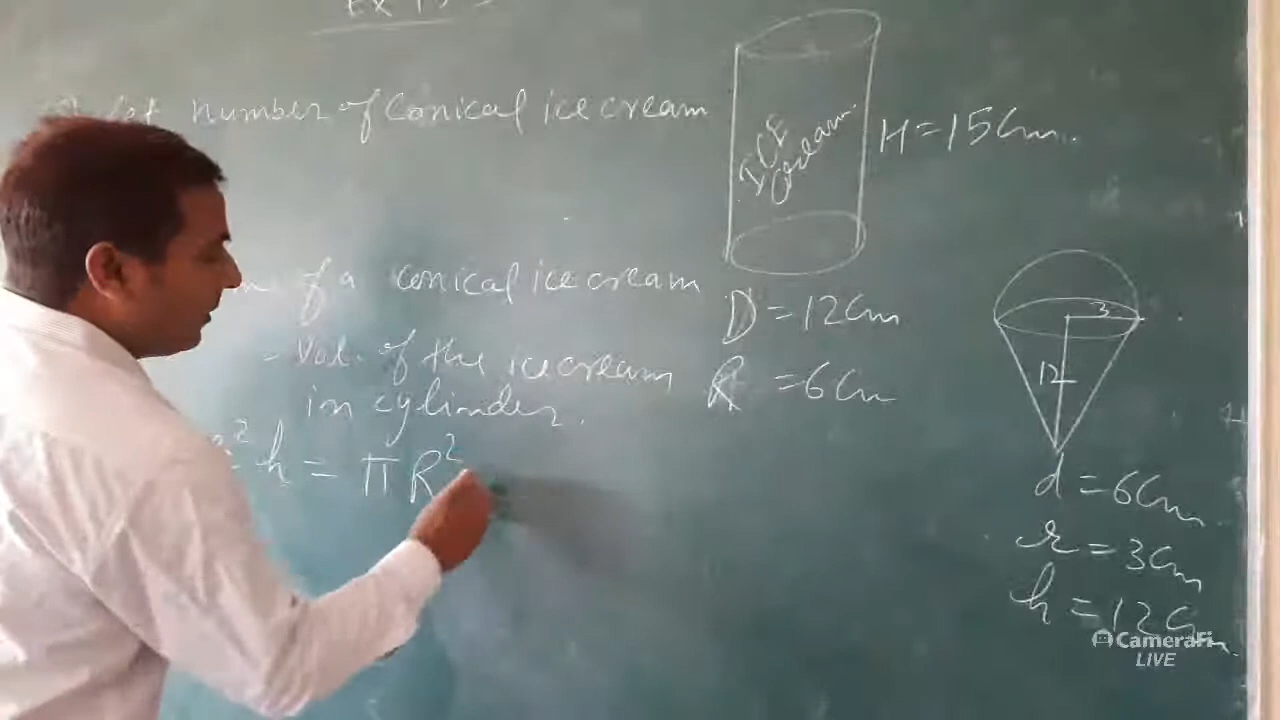 let number of Conical ice cream
of a conical ice cream
= Vol. of the ice cream
in cylinder.
² h = π R²
ICE
Cream
H = 15 Cm.
D = 12 Cm
R = 6 Cm
3
12
d = 6 Cm
r = 3 Cm
h = 12 Cm
CameraFi
LIVE